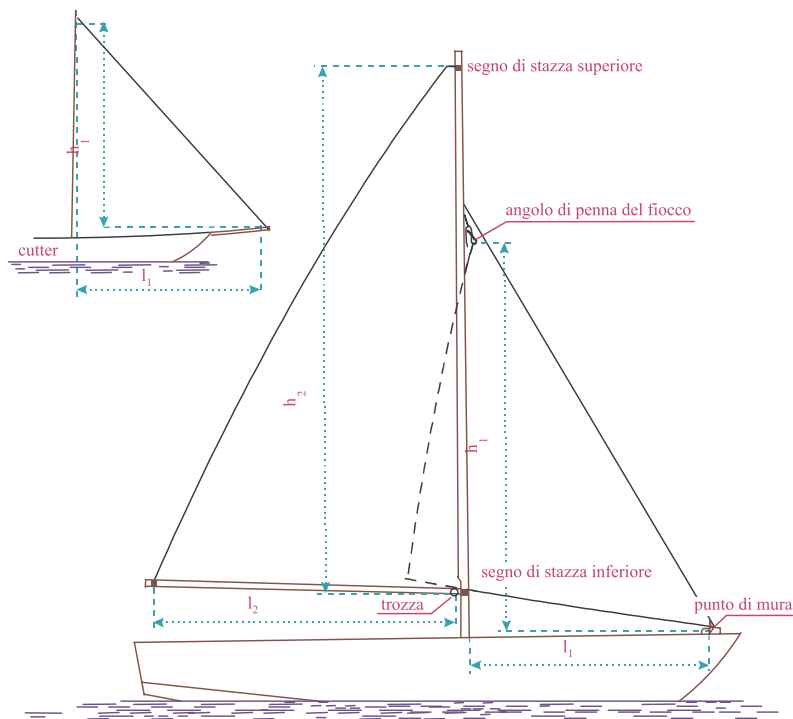 segno di stazza superiore
h₁
angolo di penna del fiocco
cutter
l₁
h₂
h₁
segno di stazza inferiore
l₂
trozza
punto di mura
l₁